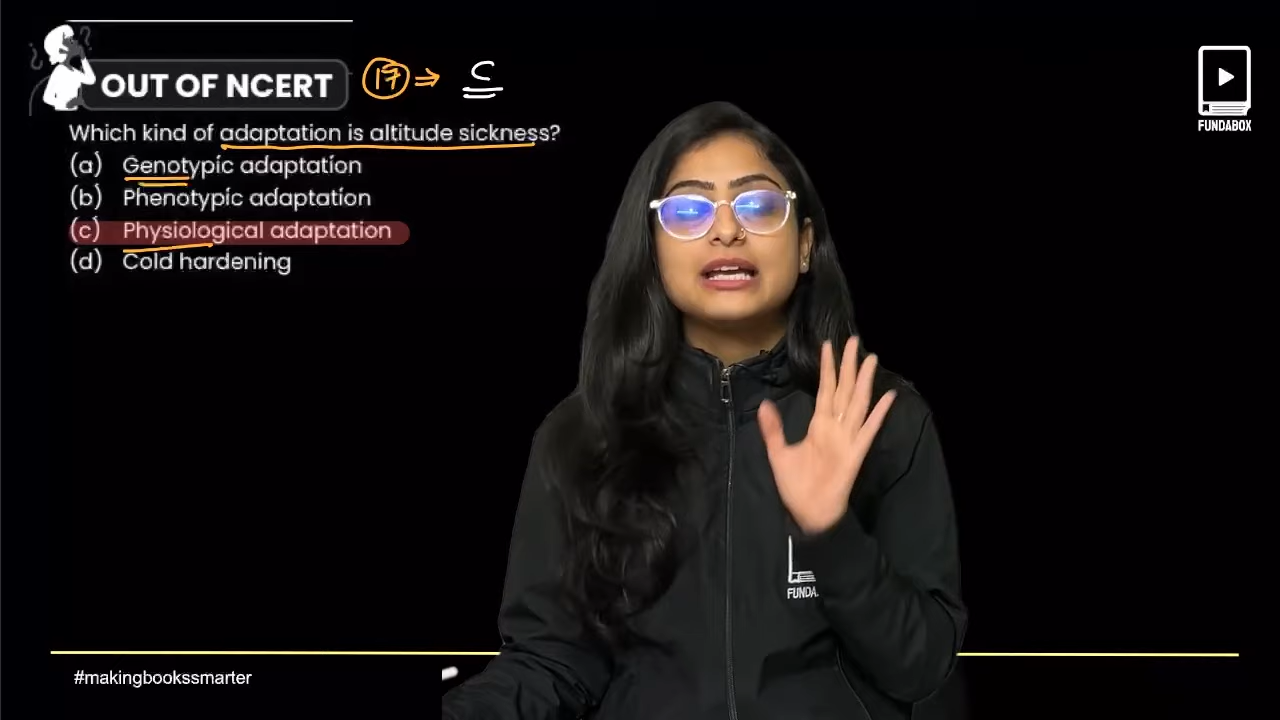 OUT OF NCERT 17 ⇒ C
Which kind of adaptation is altitude sickness?
(a) Genotypic adaptation
(b) Phenotypic adaptation
(c) Physiological adaptation
(d) Cold hardening
FUNDABOX
FUNDA
#makingbookssmarter